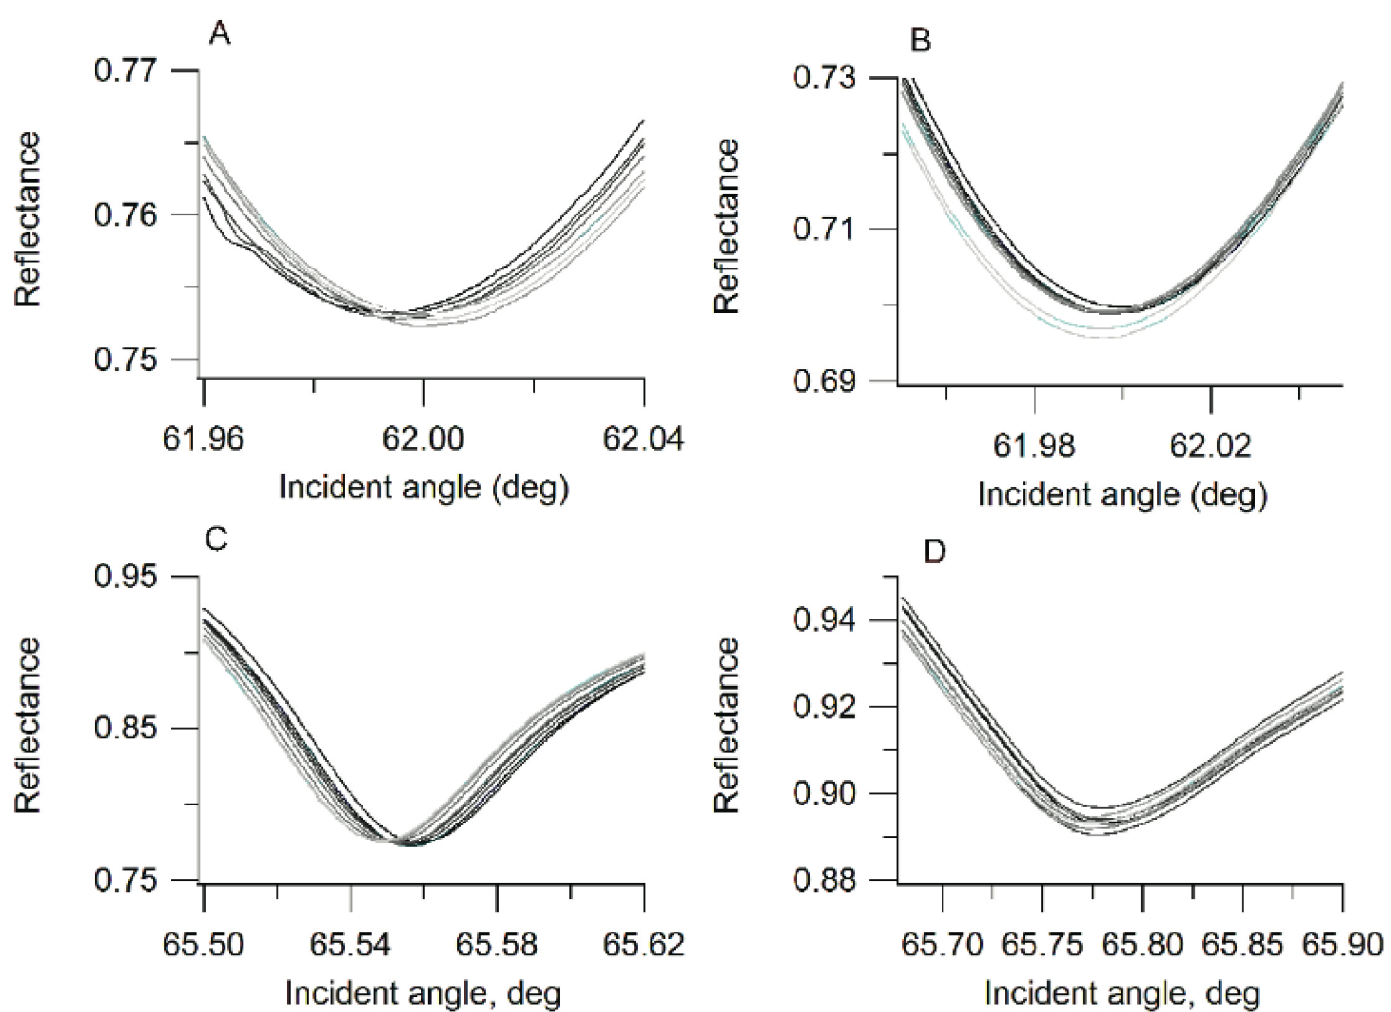 A
0.77
0.76
0.75
Reflectance
61.96 62.00 62.04
Incident angle (deg)
B
0.73
0.71
0.69
Reflectance
61.98 62.02
Incident angle (deg)
C
0.95
0.85
0.75
Reflectance
65.50 65.54 65.58 65.62
Incident angle, deg
D
0.94
0.92
0.90
0.88
Reflectance
65.70 65.75 65.80 65.85 65.90
Incident angle, deg